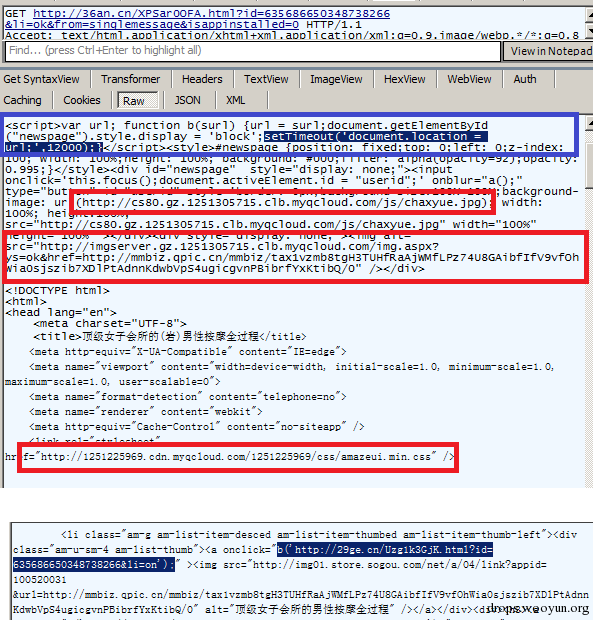 GET http://36an.cn/XPSarOQFA.html?id=635686650348738266
&li=ok&from=singlemessage&isappinstalled=0 HTTP/1.1
Accept: text/html,application/xhtml+xml,application/xml;q=0.9,image/webp,*/*;q=0.8
Find... (press Ctrl+Enter to highlight all)
View in Notepad
Get SyntaxView Transformer Headers TextView ImageView HexView WebView Auth
Caching Cookies Raw JSON XML
<script>var url; function b(surl) {url = surl;document.getElementById
("newspage").style.display = 'block';setTimeout('document.location =
url;',12000);}</script><style>#newspage {position: fixed;top: 0;left: 0;z-index:
100; width: 100%;height: 100%; background: #000;filter: alpha(opacity=92);opacity:
0.995;}</style><div id="newspage" style="display: none;"><input
onclick='this.focus();document.activeElement.id = "userid";' onblur="a();"
type="button"
background-
image: url(http://cs80.gz.1251305715.clb.myqcloud.com/js/chaxyue.jpg); width:
100%; height:100%;
src="http://cs80.gz.1251305715.clb.myqcloud.com/js/chaxyue.jpg" width="100%"
height="100%" ></div><div style="display: none; ><img alt=
src="http://imgserver.gz.1251305715.clb.myqcloud.com/img.aspx?
ys=ok&href=http://mmbiz.qpic.cn/mmbiz/tax1vzmb8tgH3TUHfRaAjWMfLPz74U8GAibfIfV9vfOh
WiaOsjszib7XDlPtAdnnKdwbVpS4ugicgvnPBibrfYxKtibQ/0" /></div>
<!DOCTYPE html>
<html>
<head lang="en">
<meta charset="UTF-8">
<title>顶级女子会所的(岩)男性按摩全过程</title>
<meta http-equiv="X-UA-Compatible" content="IE=edge">
<meta name="viewport" content="width=device-width, initial-scale=1.0, minimum-scale=1.0,
maximum-scale=1.0, user-scalable=0">
<meta name="format-detection" content="telephone=no">
<meta name="renderer" content="webkit">
<meta http-equiv="Cache-Control" content="no-siteapp" />
<link rel="stylesheet"
href="http://1251225969.cdn.myqcloud.com/1251225969/css/amazeui.min.css" />
<li class="am-g am-list-item-desced am-list-item-thumbed am-list-item-thumb-left"><div
class="am-u-sm-4 am-list-thumb"><a onclick="b('http://29ge.cn/Uzg1k3GjK.html?id=
635686650348738266&li=on');" ><img src="http://img01.store.sogou.com/net/a/04/link?appid=
100520031
&url=http://mmbiz.qpic.cn/mmbiz/tax1vzmb8tgH3TUHfRaAjWMfLPz74U8GAibfIfV9vfOhWiaOsjszib7XDlPtAdnn
KdwbVpS4ugicgvnPBibrfYxKtibQ/0" alt="顶级女子会所的男性按摩全过程" /></a></div><div
drops.wooyun.org